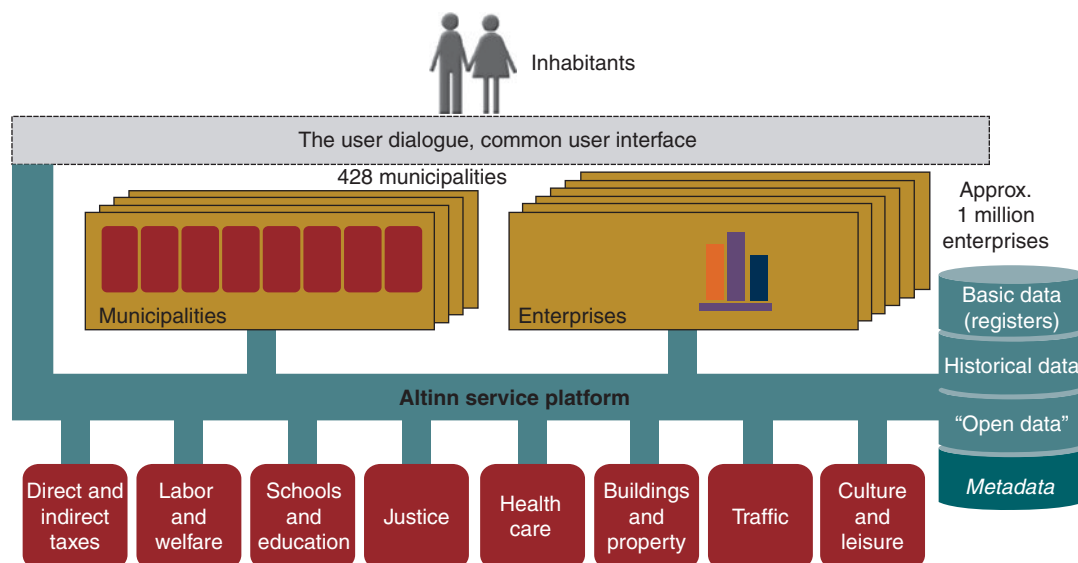 Inhabitants
The user dialogue, common user interface
428 municipalities
Approx.
1 million
enterprises
Municipalities
Enterprises
Basic data
(registers)
Historical data
“Open data”
Metadata
Altinn service platform
Direct and
indirect
taxes
Labor
and
welfare
Schools
and
education
Justice
Health
care
Buildings
and
property
Traffic
Culture
and
leisure